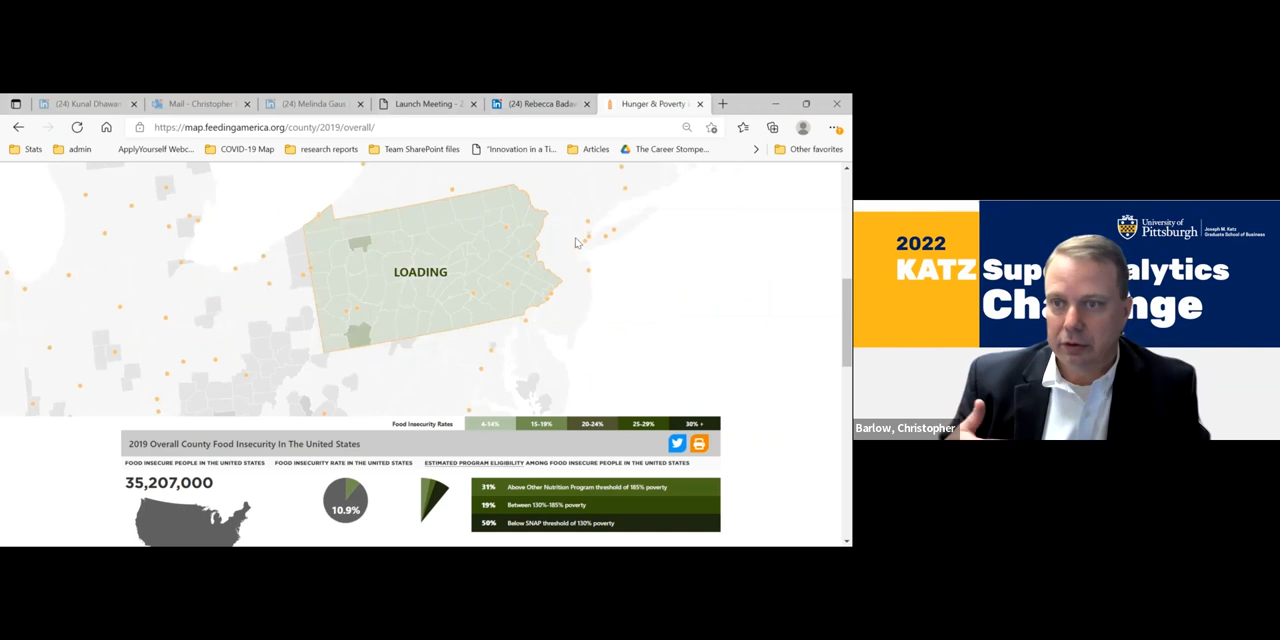 (24) Kunal Dhawan
Mail - Christopher
(24) Melinda Gaus
Launch Meeting - Z
(24) Rebecca Badaw
Hunger & Poverty i
https://map.feedingamerica.org/county/2019/overall/
Stats
admin
ApplyYourself Webc...
COVID-19 Map
research reports
Team SharePoint files
"Innovation in a Ti...
Articles
The Career Stompe...
Other favorites
LOADING
Food Insecurity Rates
4-14%
15-19%
20-24%
25-29%
30% +
2019 Overall County Food Insecurity In The United States
FOOD INSECURE PEOPLE IN THE UNITED STATES
FOOD INSECURITY RATE IN THE UNITED STATES
ESTIMATED PROGRAM ELIGIBILITY AMONG FOOD INSECURE PEOPLE IN THE UNITED STATES
35,207,000
10.9%
31% Above Other Nutrition Program threshold of 185% poverty
19% Between 130%-185% poverty
50% Below SNAP threshold of 130% poverty
University of
Pittsburgh
Joseph M. Katz
Graduate School of Business
2022
KATZ Sup alytics
Ch nge
Barlow, Christopher